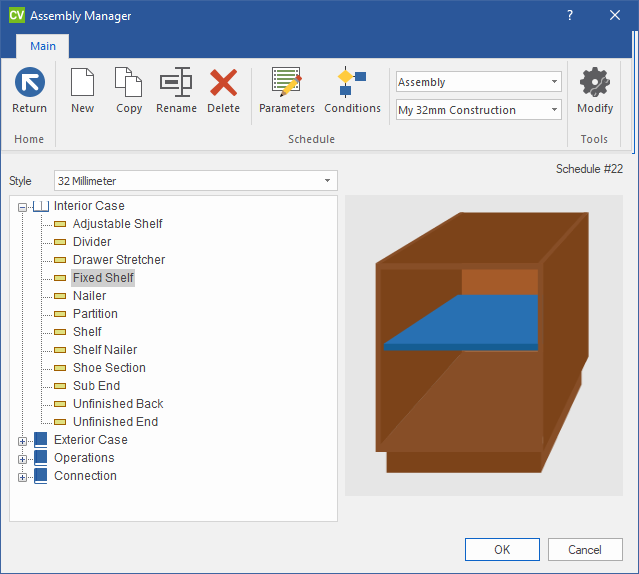 CV Assembly Manager ?
Main
Return
New
Copy
Rename
Delete
Parameters
Conditions
Assembly
My 32mm Construction
Modify
Home
Schedule
Tools
Schedule #22
Style
32 Millimeter
Interior Case
Adjustable Shelf
Divider
Drawer Stretcher
Fixed Shelf
Nailer
Partition
Shelf
Shelf Nailer
Shoe Section
Sub End
Unfinished Back
Unfinished End
Exterior Case
Operations
Connection
OK
Cancel